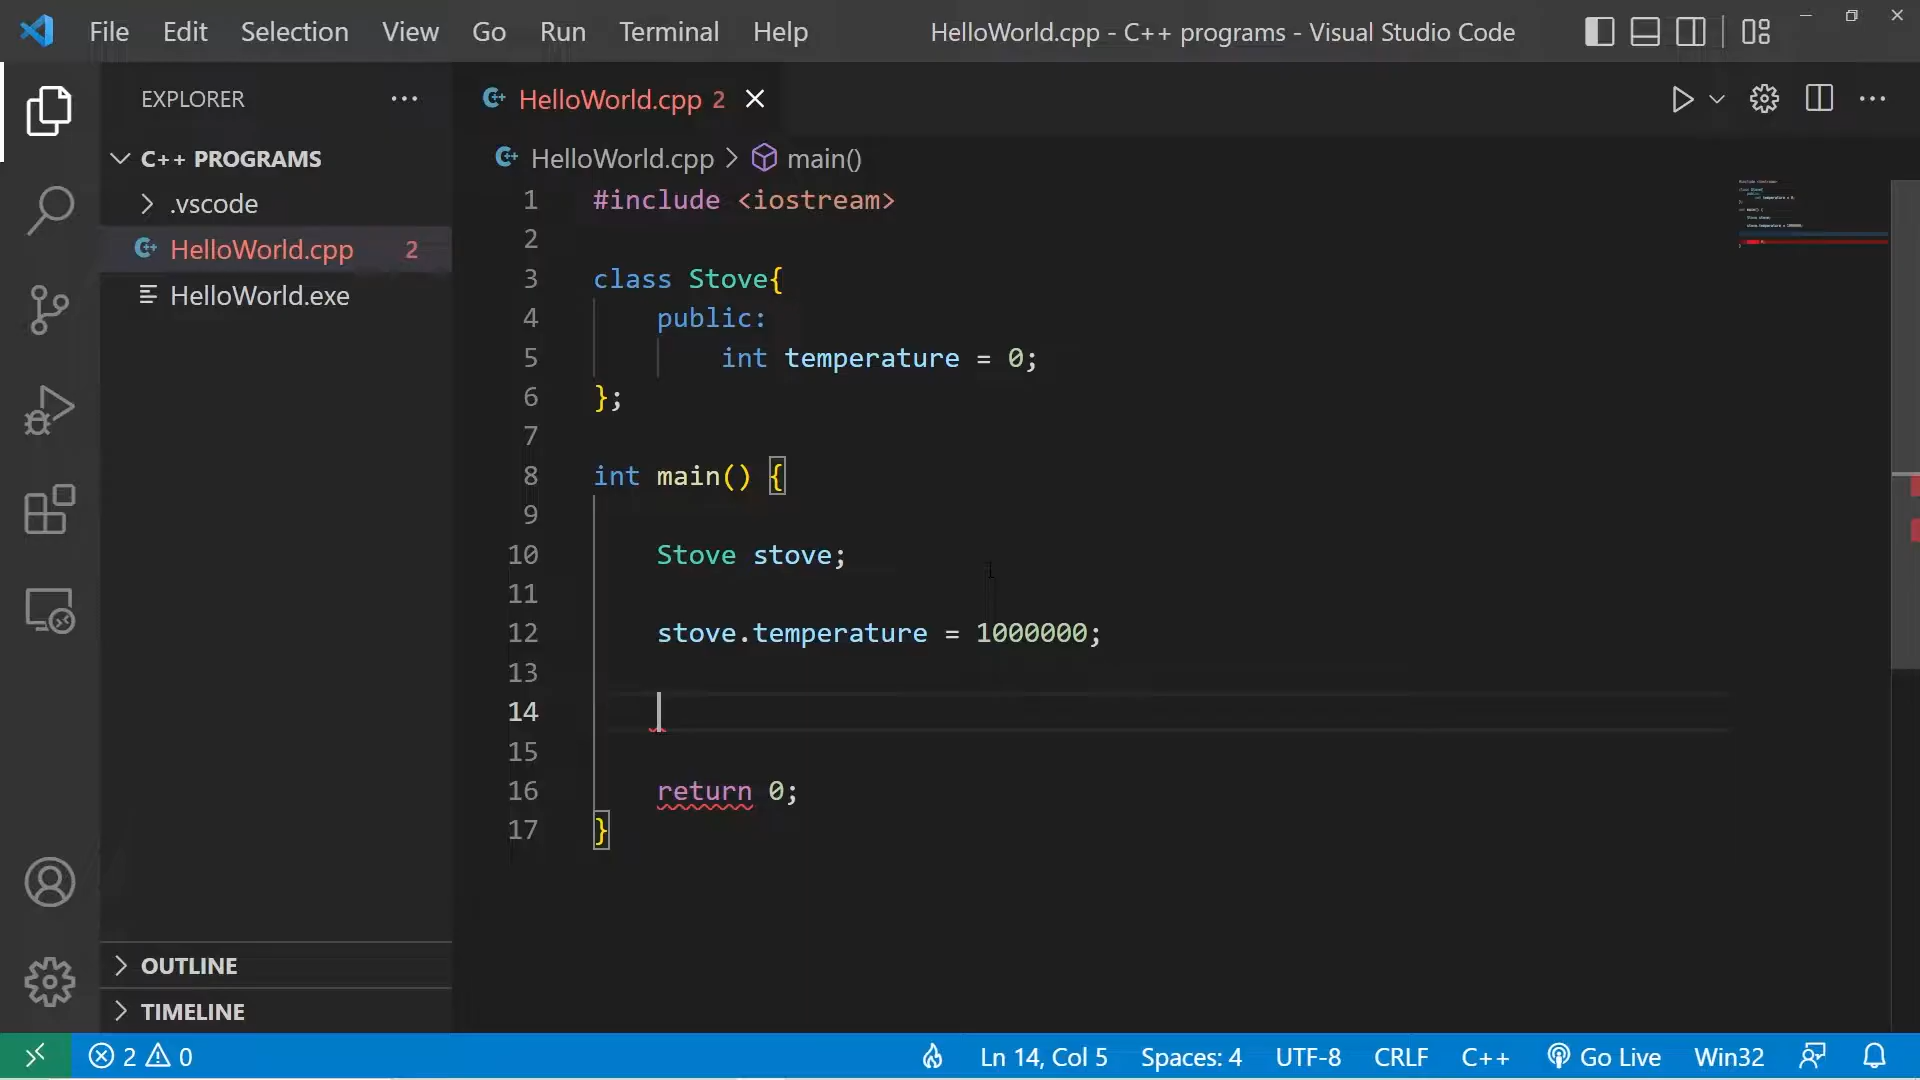 File Edit Selection View Go Run Terminal Help HelloWorld.cpp - C++ programs - Visual Studio Code
EXPLORER
HelloWorld.cpp 2
C++ PROGRAMS
.vscode
HelloWorld.cpp 2
HelloWorld.exe
OUTLINE
TIMELINE
HelloWorld.cpp > main()
1 #include <iostream>
2
3 class Stove{
4 public:
5 int temperature = 0;
6 };
7
8 int main() {
9
10 Stove stove;
11
12 stove.temperature = 1000000;
13
14
15
16 return 0;
17 }
2 0 Ln 14, Col 5 Spaces: 4 UTF-8 CRLF C++ Go Live Win32